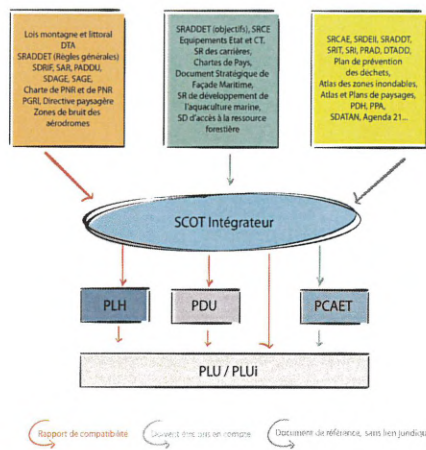 Lois montagne et littoral
DTA
SRADDET (Règles générales)
SDRIF, SAR, PADDU,
SDAGE, SAGE,
Charte de PNR et de PNR
PGRI, Directive paysagère
Zones de bruit des
aérodromes
SRADDET (objectifs), SRCE
Equipements Etat et CT,
SR des carrières,
Chartes de Pays,
Document Stratégique de
Façade Maritime,
SR de développement de
l'aquaculture marine,
SD d'accès à la ressource
forestière
SRCAE, SRDEII, SRADDT,
SRIT, SRI, PRAD, DTADD,
Plan de prévention
des déchets,
Atlas des zones inondables,
Atlas et Plans de paysages,
PDH, PPA,
SDATAN, Agenda 21...
SCOT Intégrateur
PLH
PDU
PCAET
PLU / PLUi
Rapport de compatibilité
Doivent être pris en compte
Document de référence, sans lien juridique